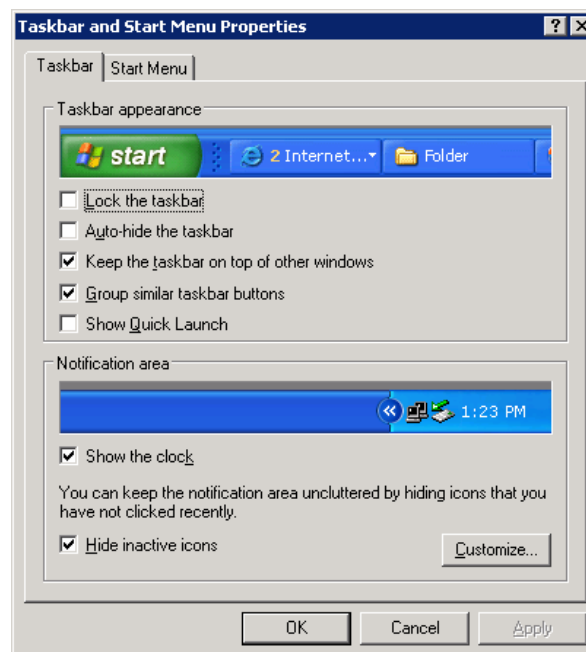 Taskbar and Start Menu Properties
Taskbar
Start Menu
Taskbar appearance
start
2 Internet...
Folder
Lock the taskbar
Auto-hide the taskbar
Keep the taskbar on top of other windows
Group similar taskbar buttons
Show Quick Launch
Notification area
1:23 PM
Show the clock
You can keep the notification area uncluttered by hiding icons that you
have not clicked recently.
Hide inactive icons
Customize...
OK
Cancel
Apply